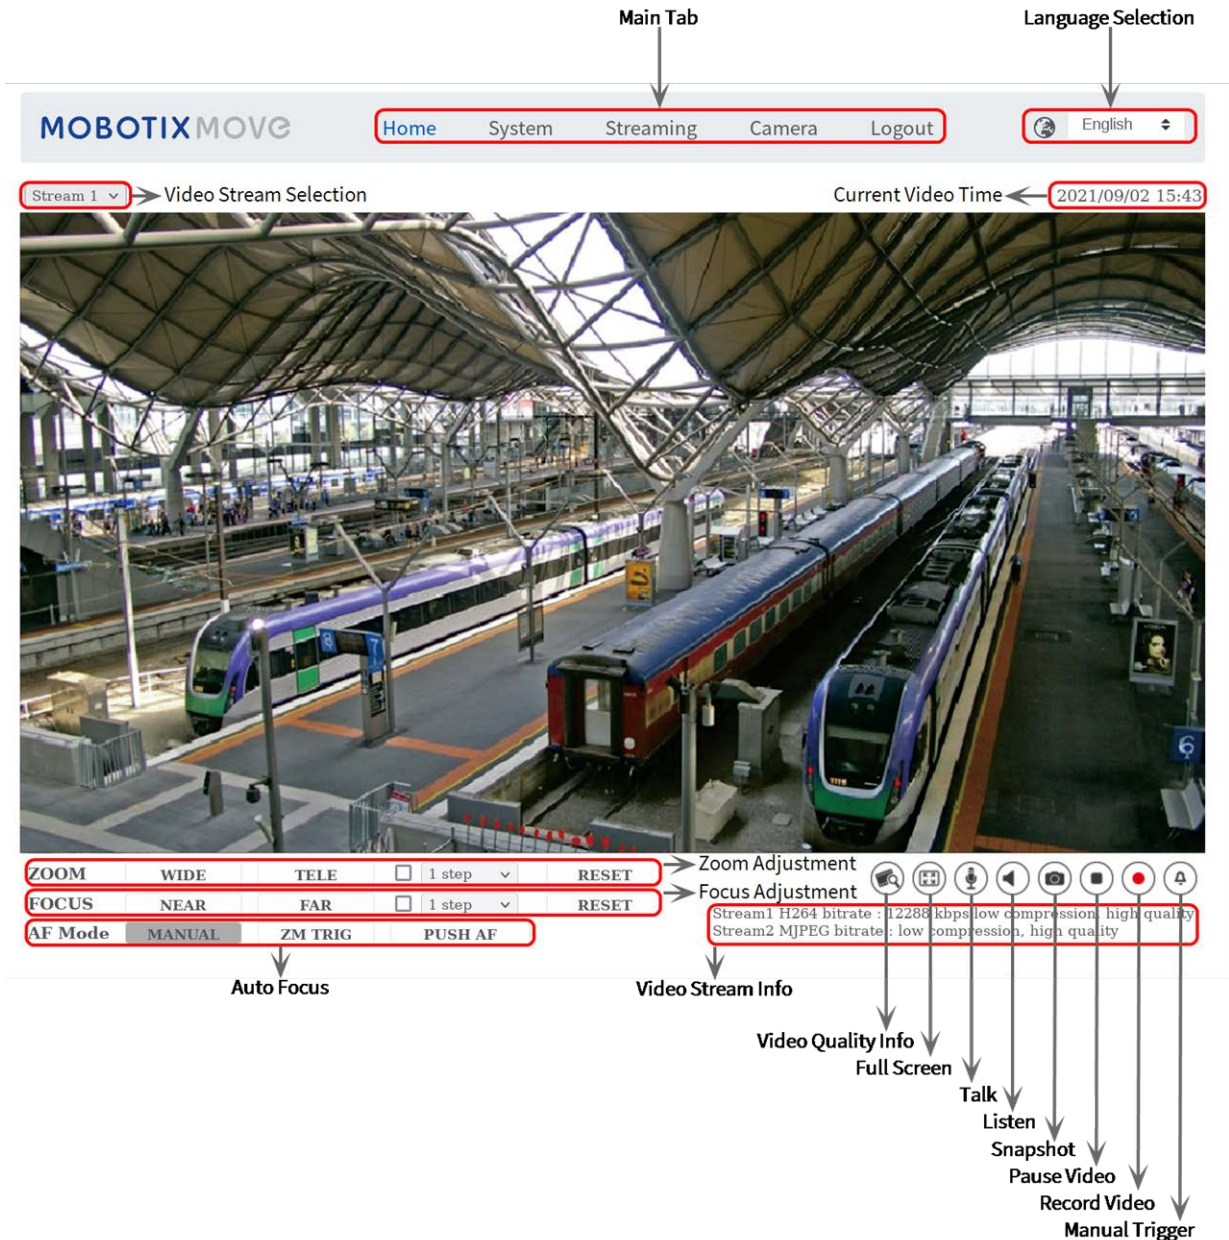 Main Tab
Language Selection
MOBOTIX MOVE
Home System Streaming Camera Logout
English
Stream 1
Video Stream Selection
Current Video Time
2021/09/02 15:43
8 7
6
1116
ZOOM WIDE TELE 1 step RESET
Zoom Adjustment
FOCUS NEAR FAR 1 step RESET
Focus Adjustment
AF Mode MANUAL ZM TRIG PUSH AF
Stream1 H264 bitrate : 12288 kbps low compression, high quality
Stream2 MJPEG bitrate : low compression, high quality
Auto Focus
Video Stream Info
Video Quality Info
Full Screen
Talk
Listen
Snapshot
Pause Video
Record Video
Manual Trigger